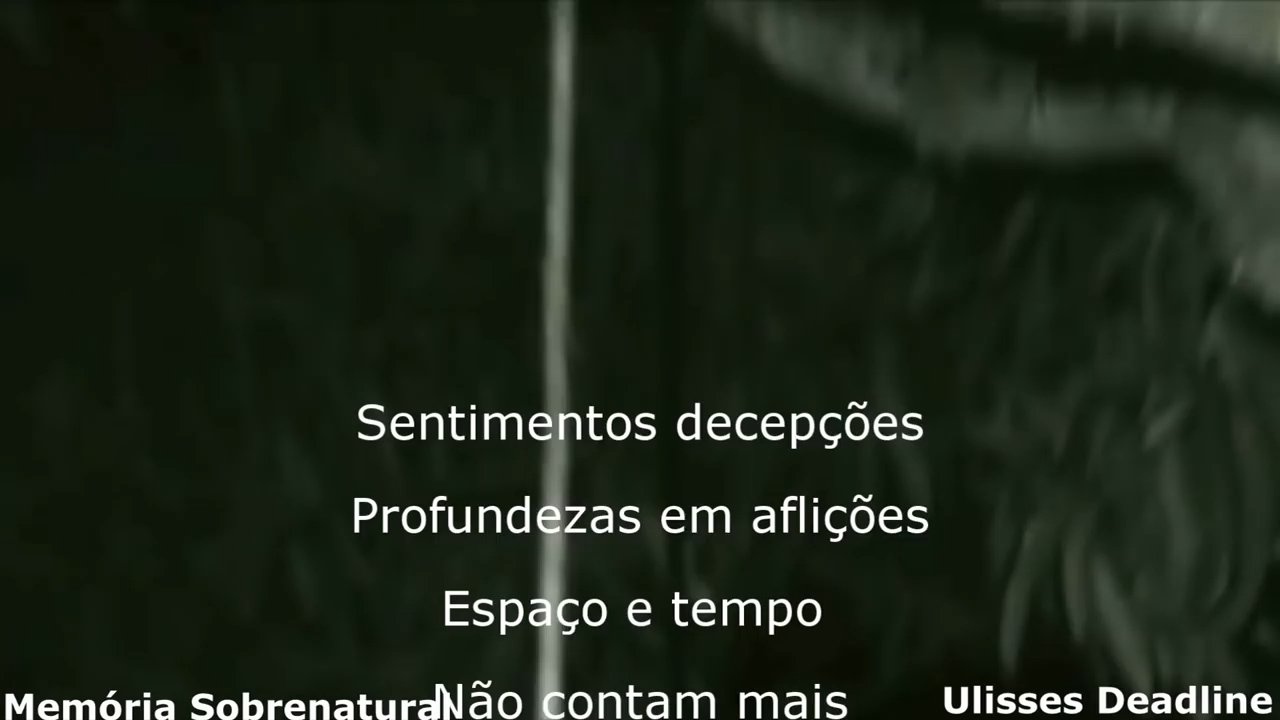 Sentimentos decepções
Profundezas em aflições
Espaço e tempo
Não contam mais
Memória Sobrenatural
Ulisses Deadline